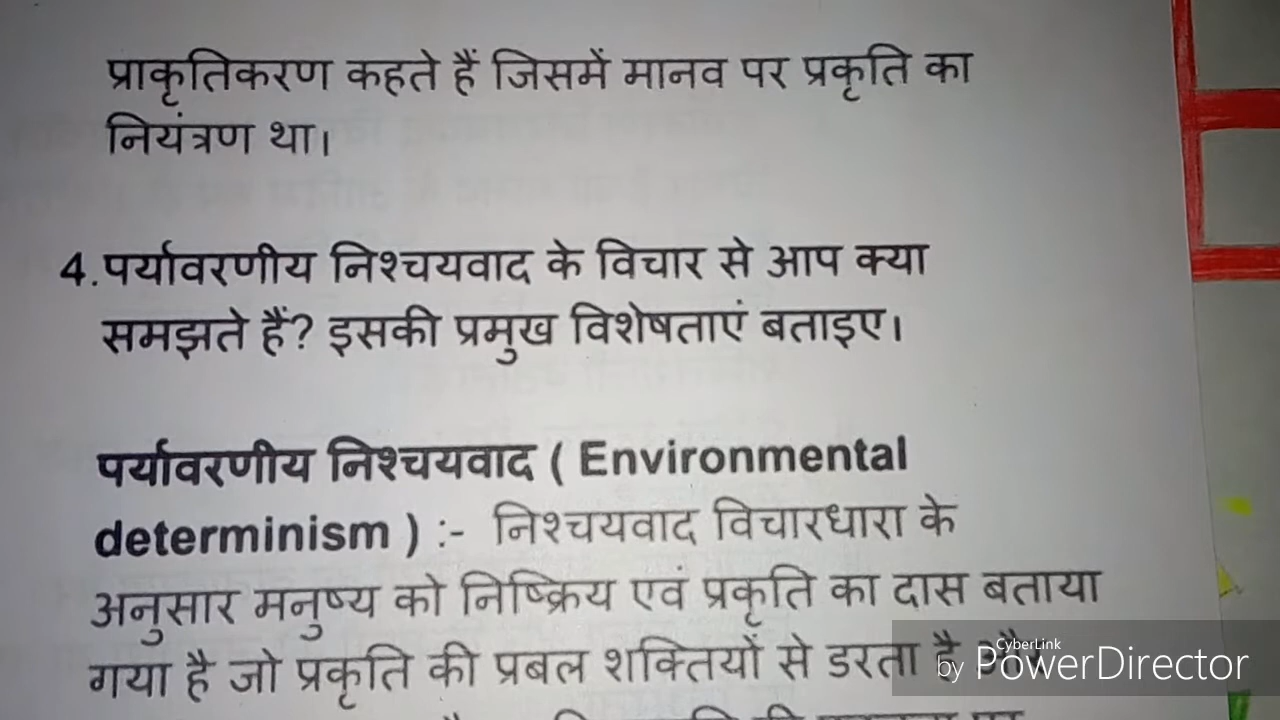 प्राकृतिकरण कहते हैं जिसमें मानव पर प्रकृति का
नियंत्रण था।
4. पर्यावरणीय निश्चयवाद के विचार से आप क्या
समझते हैं? इसकी प्रमुख विशेषताएं बताइए।
पर्यावरणीय निश्चयवाद ( Environmental
determinism ) :- निश्चयवाद विचारधारा के
अनुसार मनुष्य को निष्क्रिय एवं प्रकृति का दास बताया
गया है जो प्रकृति की प्रबल शक्तियों से डरता है
CyberLink
by PowerDirector